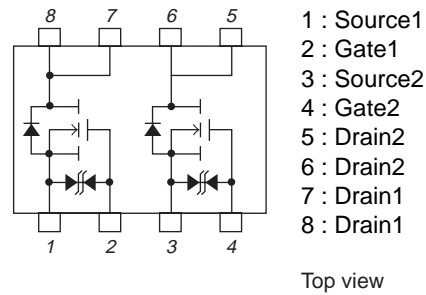 8 7 6 5
1 2 3 4
1 : Source1
2 : Gate1
3 : Source2
4 : Gate2
5 : Drain2
6 : Drain2
7 : Drain1
8 : Drain1
Top view